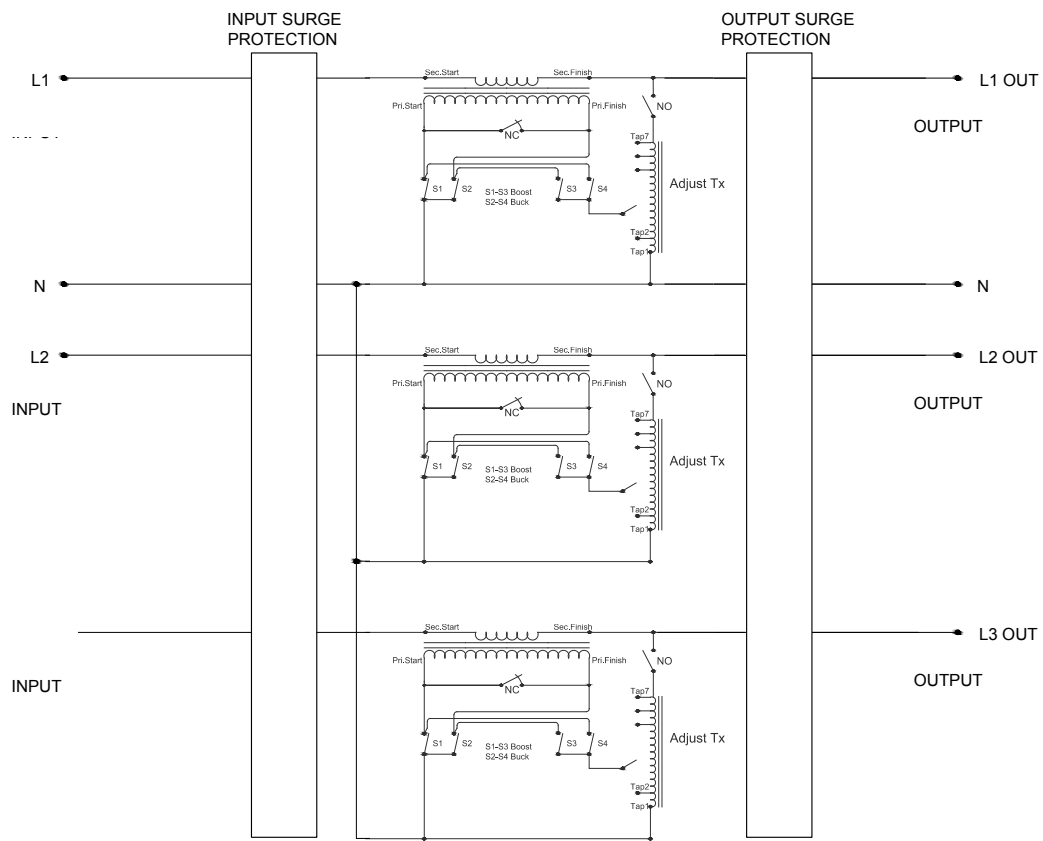 INPUT SURGE
PROTECTION
OUTPUT SURGE
PROTECTION
L1
Sec.Start
Sec.Finish
L1 OUT
Pri.Start
Pri.Finish
NO
OUTPUT
NC
Tap7
S1
S2
S1-S3 Boost
S2-S4 Buck
S3
S4
Adjust Tx
Tap2
Tap1
N
N
L2
Sec.Start
Sec.Finish
L2 OUT
Pri.Start
Pri.Finish
NO
INPUT
OUTPUT
NC
Tap7
S1
S2
S1-S3 Boost
S2-S4 Buck
S3
S4
Adjust Tx
Tap2
Tap1
Sec.Start
Sec.Finish
L3 OUT
Pri.Start
Pri.Finish
NO
INPUT
OUTPUT
NC
Tap7
S1
S2
S1-S3 Boost
S2-S4 Buck
S3
S4
Adjust Tx
Tap2
Tap1